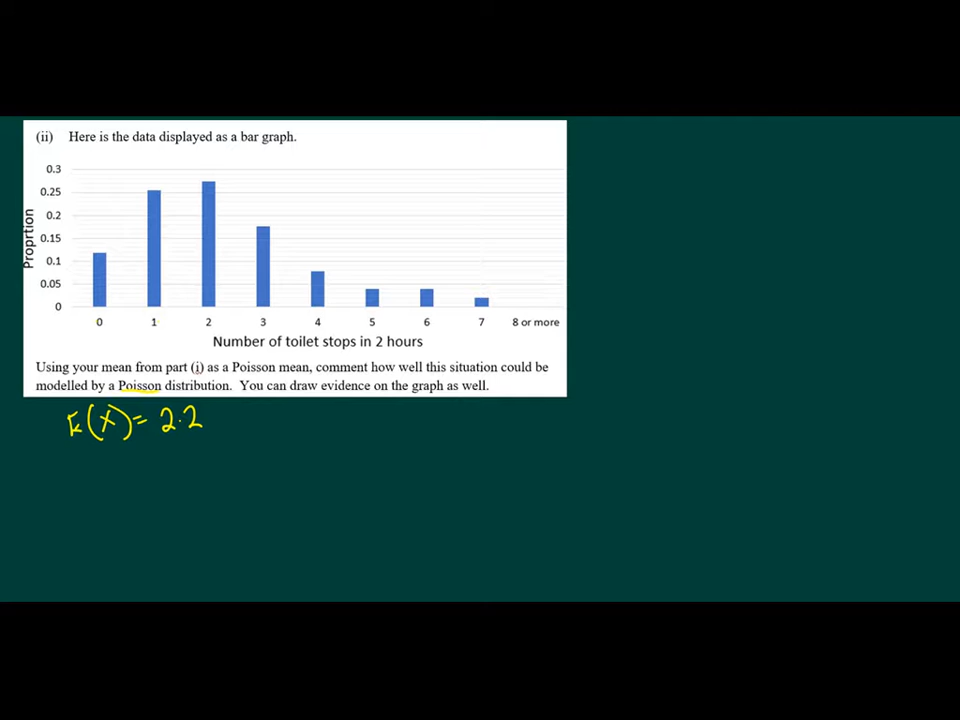 (ii) Here is the data displayed as a bar graph.
0.3
0.25
0.2
0.15
0.1
0.05
0
Proprtion
0 1 2 3 4 5 6 7 8 or more
Number of toilet stops in 2 hours
Using your mean from part (i) as a Poisson mean, comment how well this situation could be
modelled by a Poisson distribution. You can draw evidence on the graph as well.
E(X)= 2.2